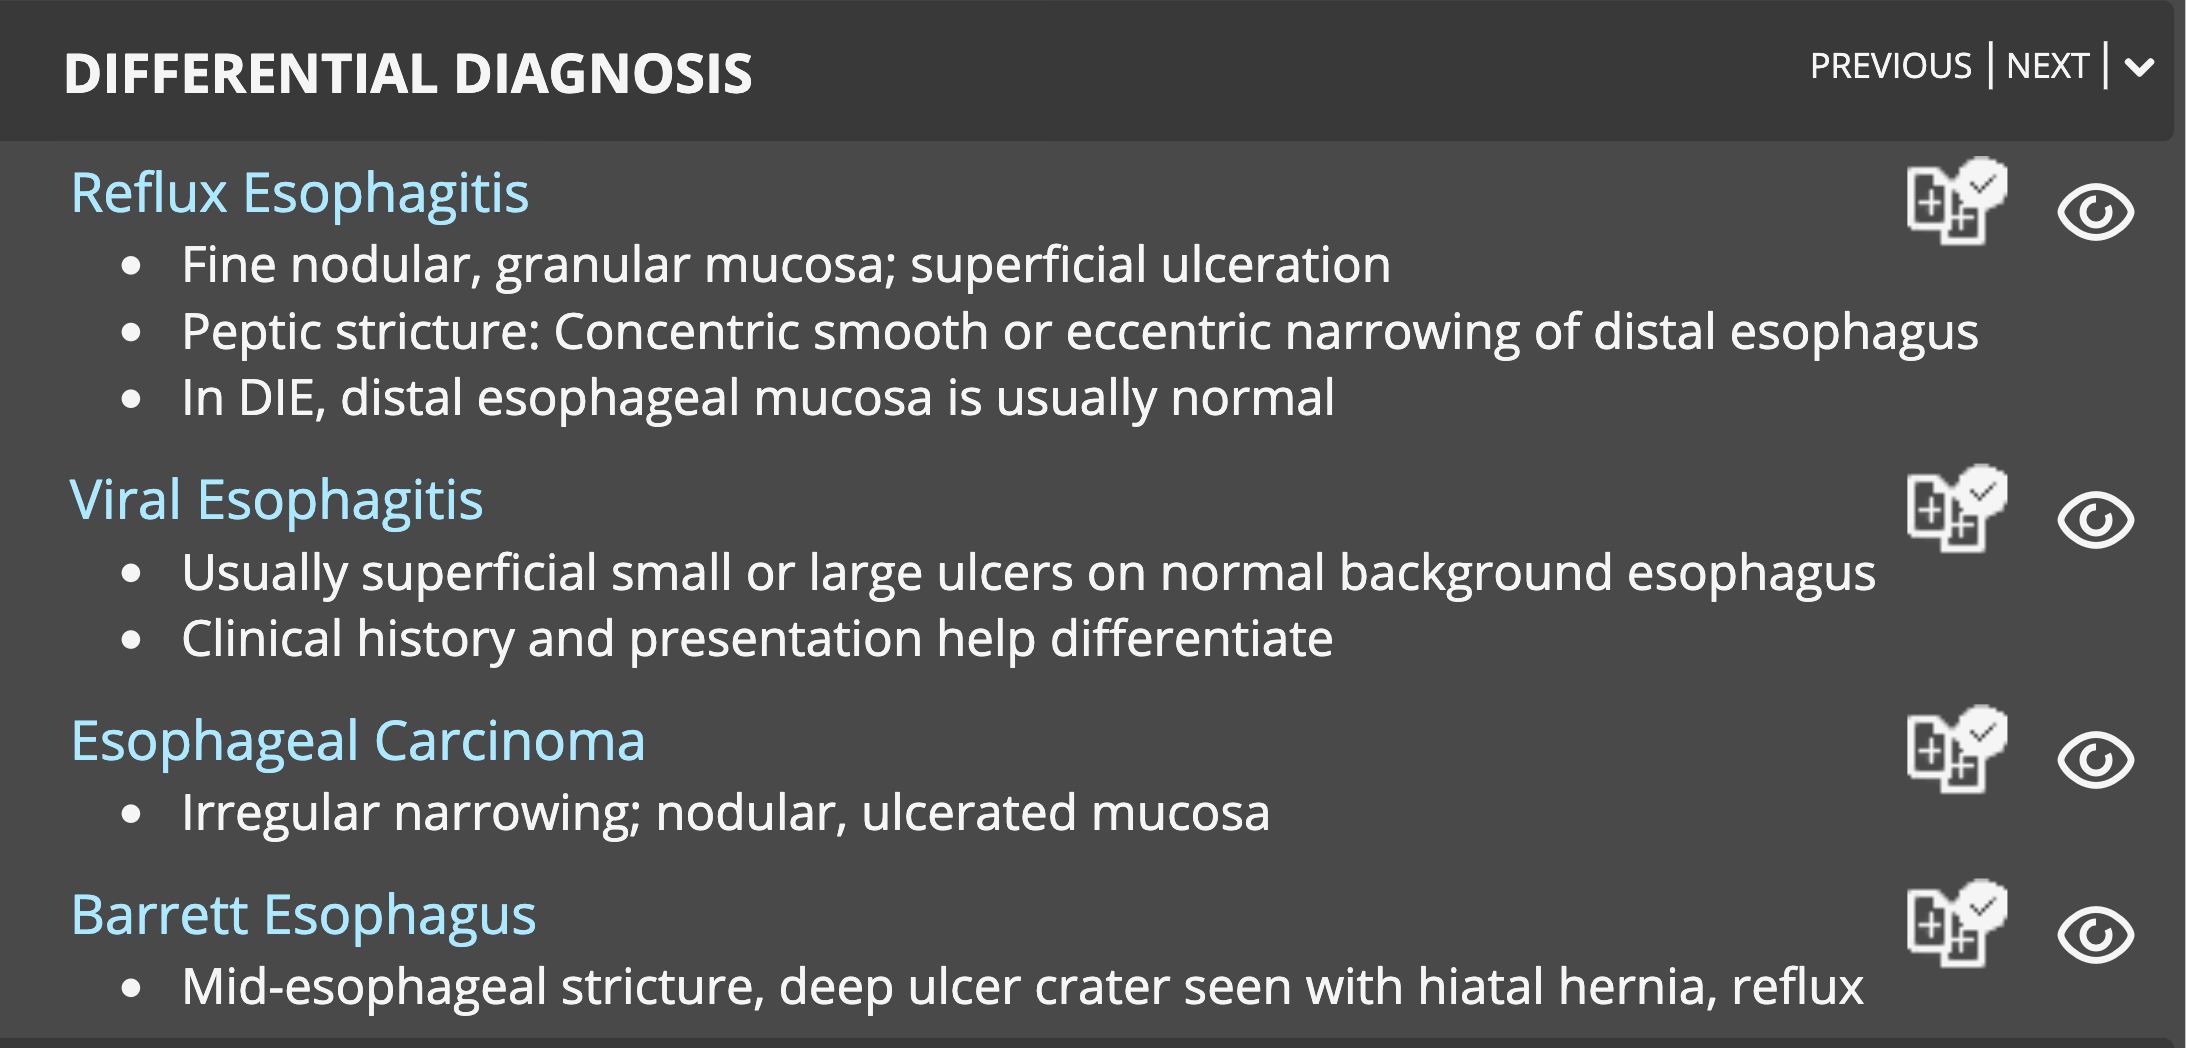 DIFFERENTIAL DIAGNOSIS
PREVIOUS | NEXT |
Reflux Esophagitis
• Fine nodular, granular mucosa; superficial ulceration
• Peptic stricture: Concentric smooth or eccentric narrowing of distal esophagus
• In DIE, distal esophageal mucosa is usually normal
Viral Esophagitis
• Usually superficial small or large ulcers on normal background esophagus
• Clinical history and presentation help differentiate
Esophageal Carcinoma
• Irregular narrowing; nodular, ulcerated mucosa
Barrett Esophagus
• Mid-esophageal stricture, deep ulcer crater seen with hiatal hernia, reflux